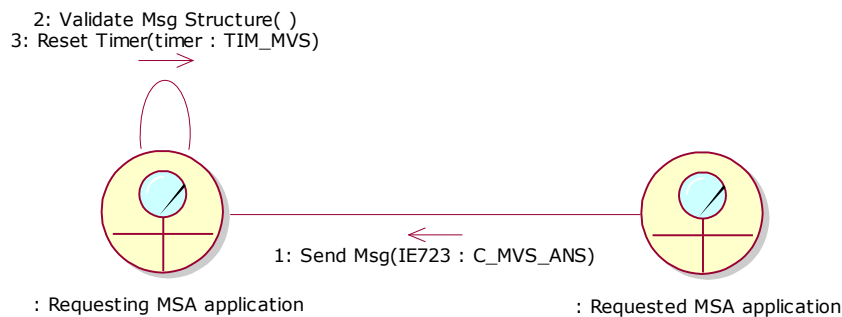 2: Validate Msg Structure( )
3: Reset Timer(timer : TIM_MVS)
1: Send Msg(IE723 : C_MVS_ANS)
: Requesting MSA application
: Requested MSA application